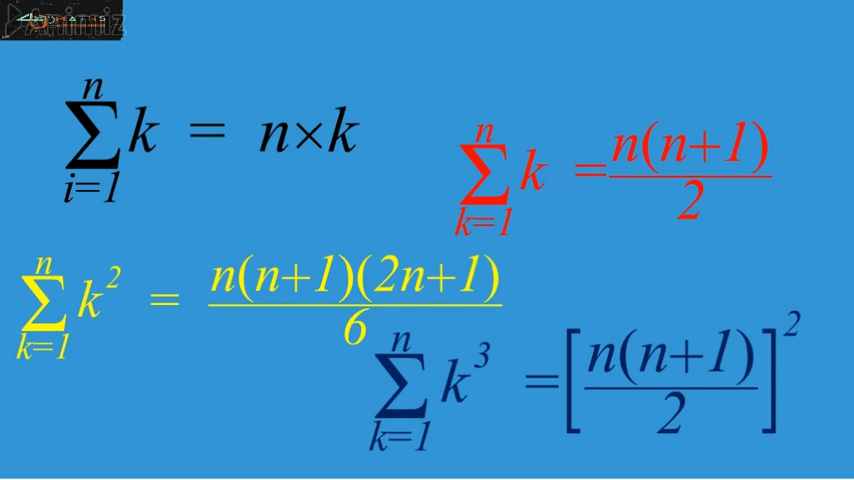 n
∑ k = n×k
i=1
n
∑ k = n(n+1)/2
k=1
n
∑ k² = n(n+1)(2n+1)/6
k=1
n
∑ k³ = [n(n+1)/2]²
k=1